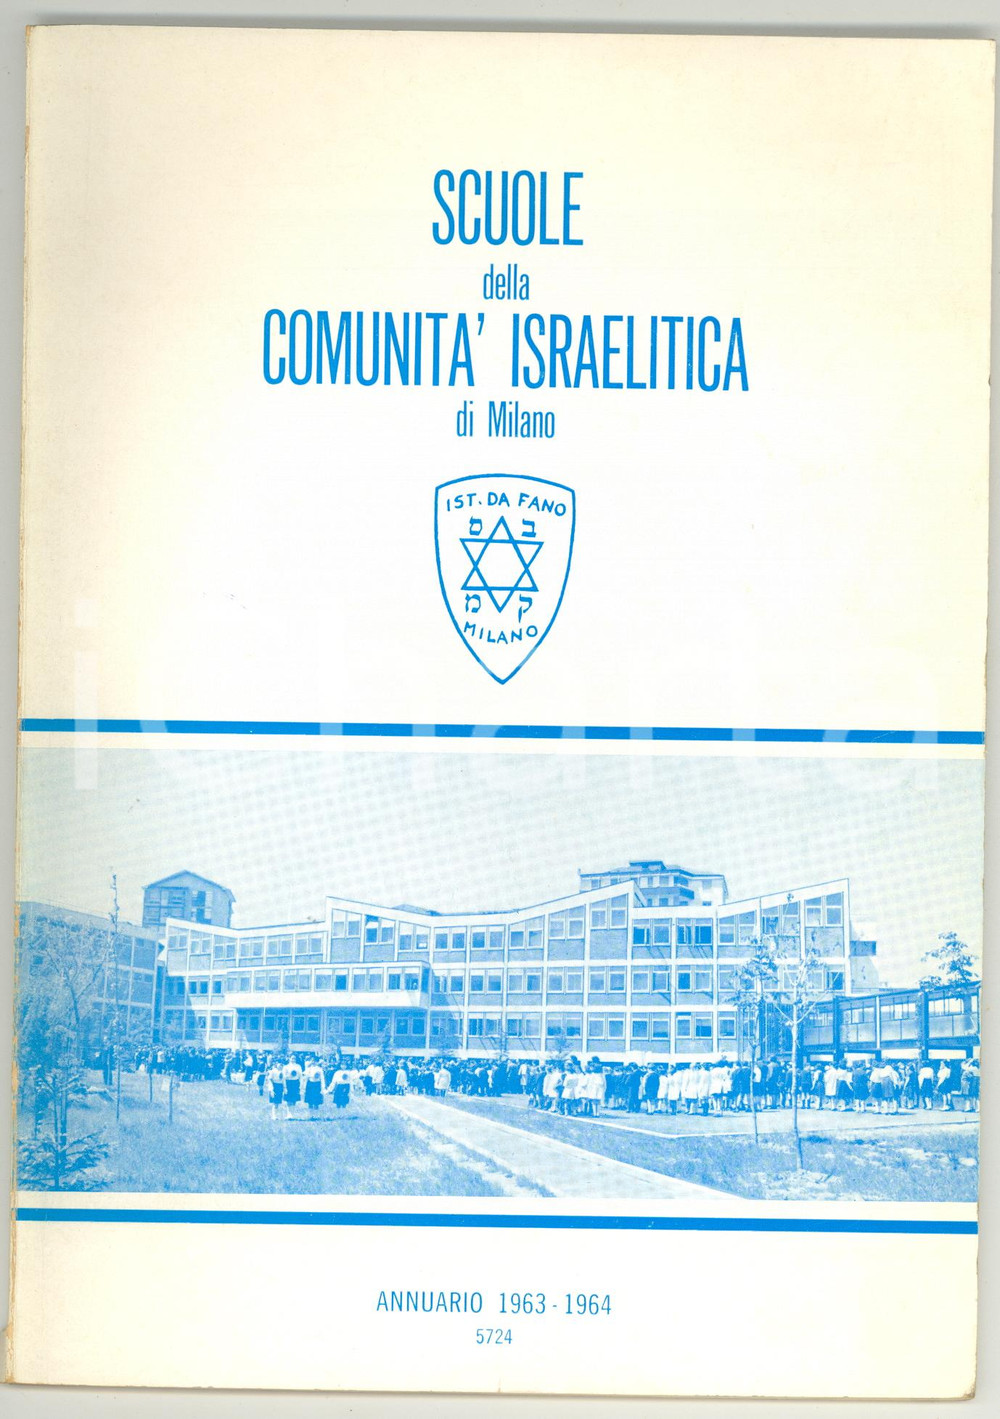 SCUOLE
della
COMUNITA' ISRAELITICA
di Milano
IST. DA FANO
ם ב
מ ק
MILANO
ANNUARIO 1963-1964
5724